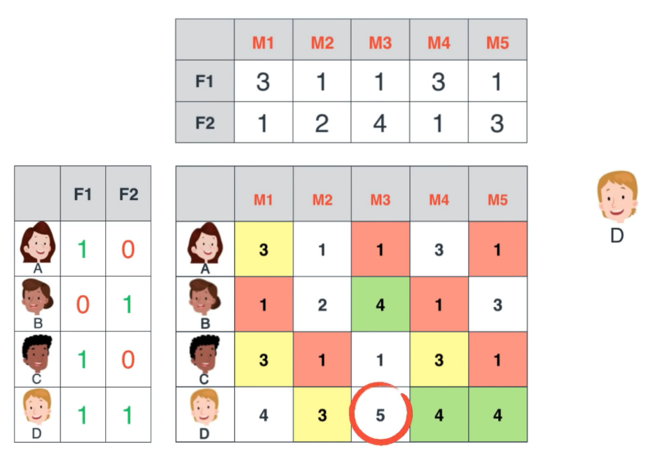 M1 M2 M3 M4 M5
F1 3 1 1 3 1
F2 1 2 4 1 3
F1 F2
A 1 0
B 0 1
C 1 0
D 1 1
M1 M2 M3 M4 M5
A 3 1 1 3 1
B 1 2 4 1 3
C 3 1 1 3 1
D 4 3 5 4 4
D